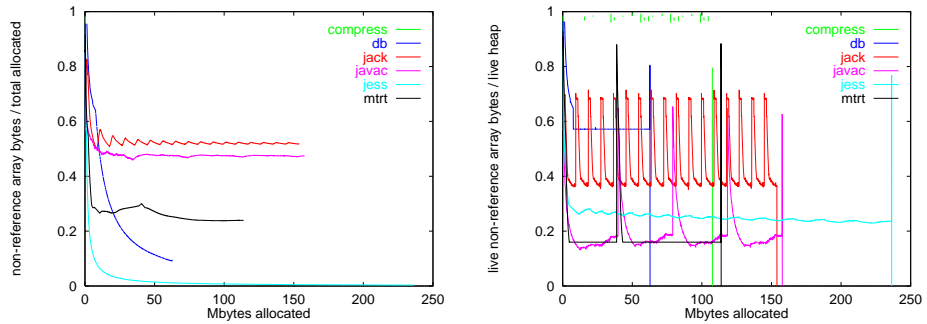 non-reference array bytes / total allocated
1
0.8
0.6
0.4
0.2
0
0
50
100
150
200
250
Mbytes allocated
compress
db
jack
javac
jess
mtrt
live non-reference array bytes / live heap
1
0.8
0.6
0.4
0.2
0
0
50
100
150
200
250
Mbytes allocated
compress
db
jack
javac
jess
mtrt